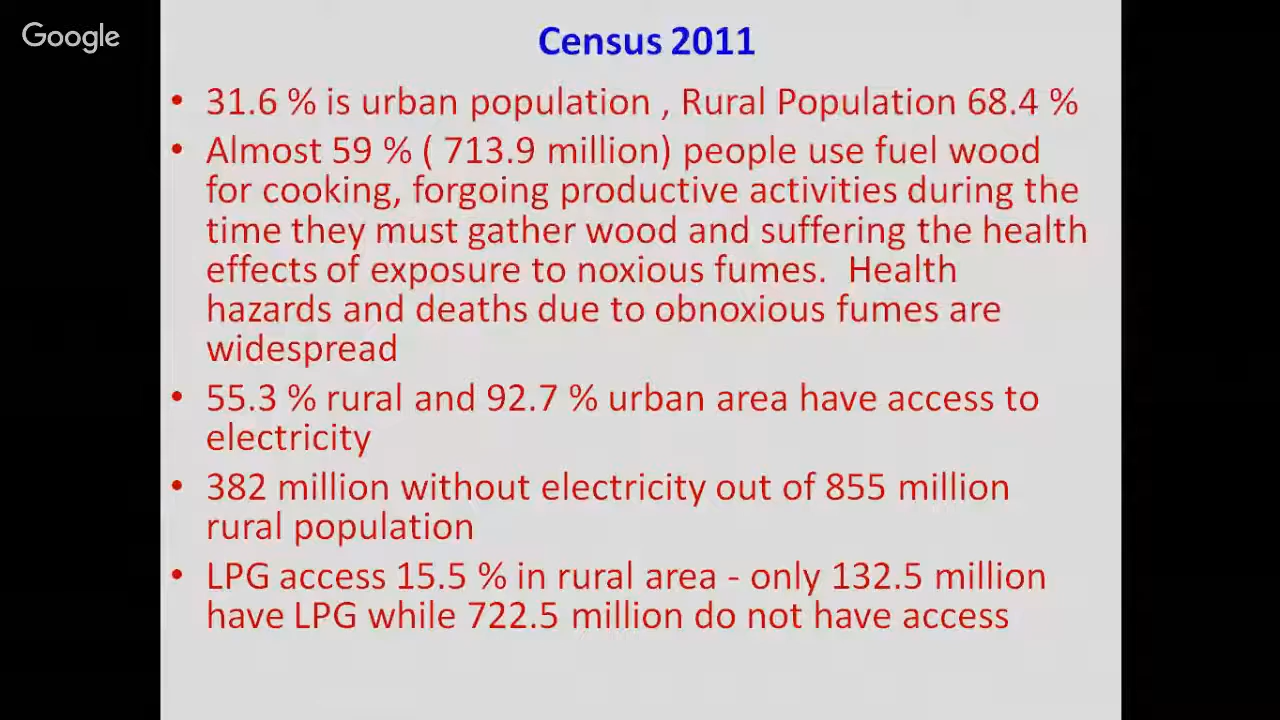 Google
Census 2011
• 31.6 % is urban population , Rural Population 68.4 %
• Almost 59 % ( 713.9 million) people use fuel wood
for cooking, forgoing productive activities during the
time they must gather wood and suffering the health
effects of exposure to noxious fumes.  Health
hazards and deaths due to obnoxious fumes are
widespread
• 55.3 % rural and 92.7 % urban area have access to
electricity
• 382 million without electricity out of 855 million
rural population
• LPG access 15.5 % in rural area - only 132.5 million
have LPG while 722.5 million do not have access